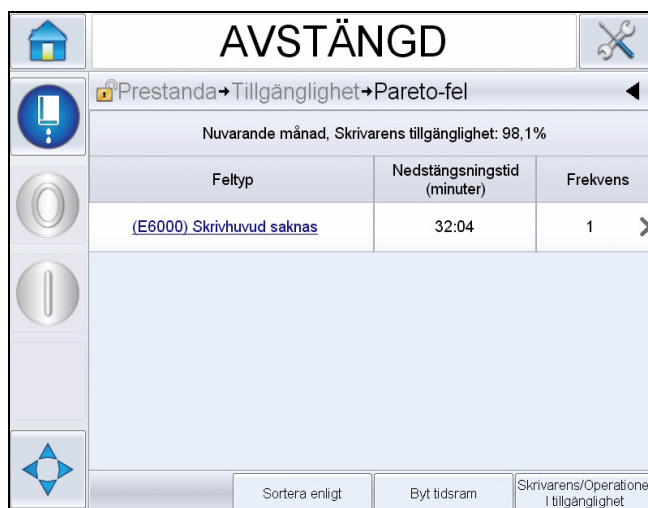 AVSTÄNGD
Prestanda→Tillgänglighet→Pareto-fel
Nuvarande månad, Skrivarens tillgänglighet: 98,1%
Feltyp
Nedstängsningstid
(minuter)
Frekvens
(E6000) Skrivhuvud saknas
32:04
1
Sortera enligt
Byt tidsram
Skrivarens/Operatione
l tillgänglighet